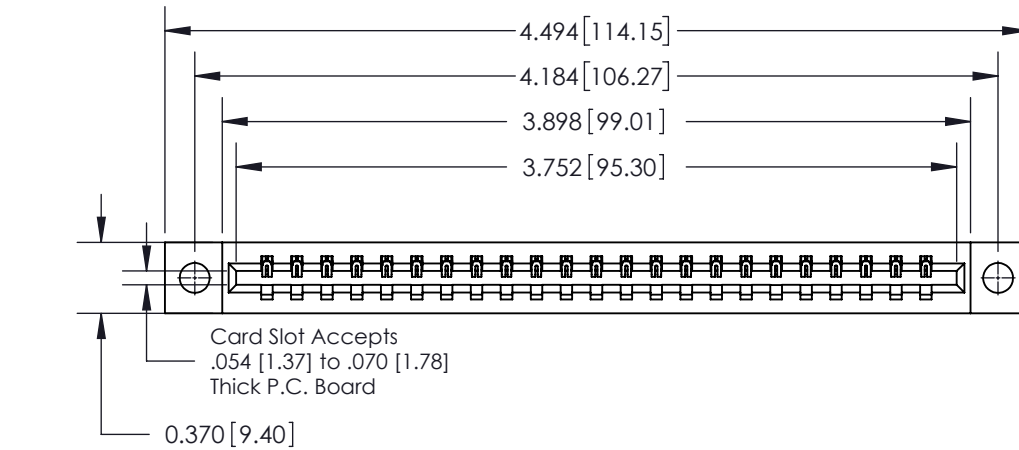 4.494 [114.15]
4.184 [106.27]
3.898 [99.01]
3.752 [95.30]
Card Slot Accepts
.054 [1.37] to .070 [1.78]
Thick P.C. Board
0.370 [9.40]